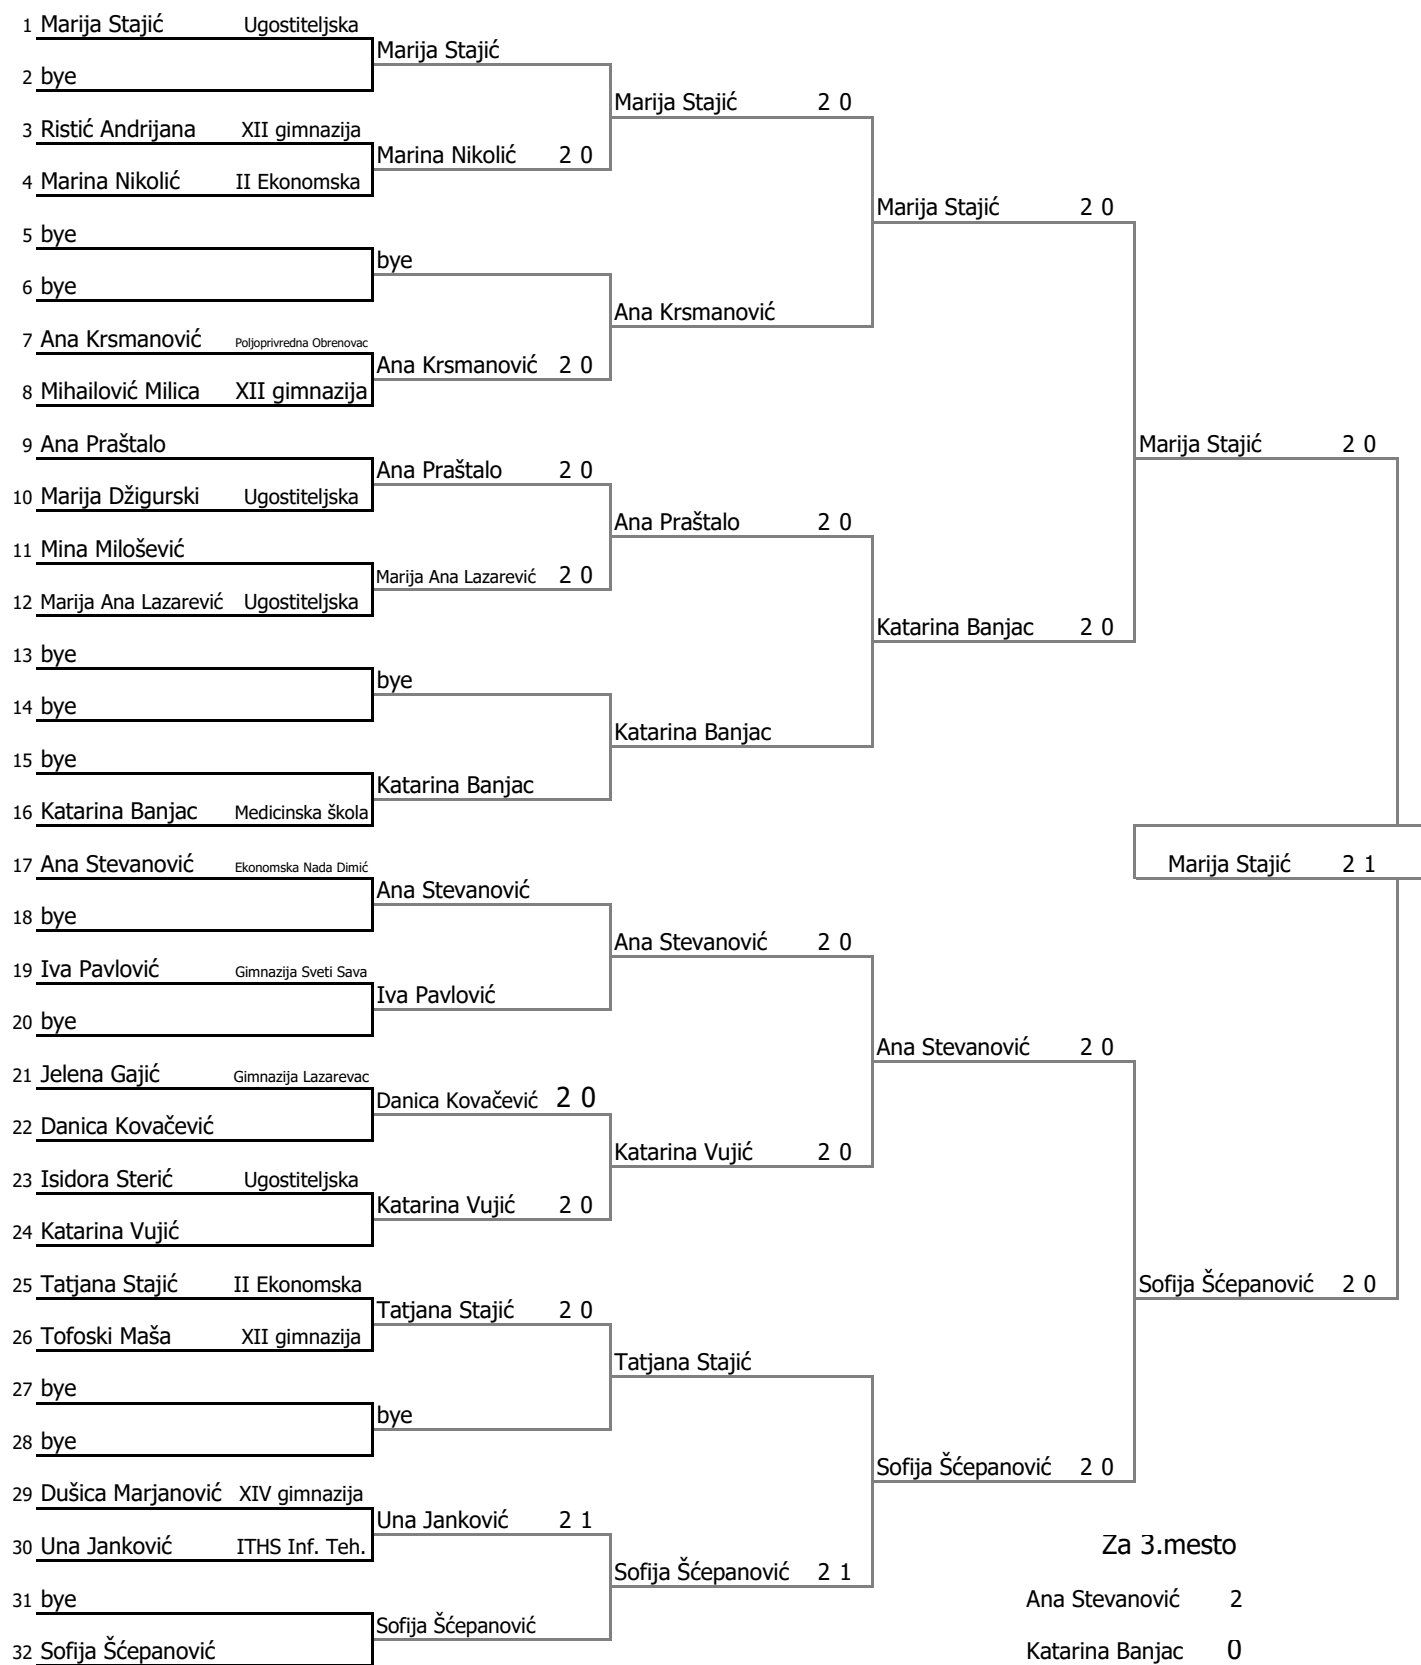 1 Marija Stajić Ugostiteljska
Marija Stajić
2 bye
Marija Stajić 2 0
3 Ristić Andrijana XII gimnazija
Marina Nikolić 2 0
4 Marina Nikolić II Ekonomska
Marija Stajić 2 0
5 bye
bye
6 bye
Ana Krsmanović
7 Ana Krsmanović Poljoprivredna Obrenovac
Ana Krsmanović 2 0
8 Mihailović Milica XII gimnazija
9 Ana Praštalo
Marija Stajić 2 0
Ana Praštalo 2 0
10 Marija Džigurski Ugostiteljska
Ana Praštalo 2 0
11 Mina Milošević
Marija Ana Lazarević 2 0
12 Marija Ana Lazarević Ugostiteljska
Katarina Banjac 2 0
13 bye
bye
14 bye
Katarina Banjac
15 bye
Katarina Banjac
16 Katarina Banjac Medicinska škola
17 Ana Stevanović Ekonomska Nada Dimić
Marija Stajić 2 1
Ana Stevanović
18 bye
Ana Stevanović 2 0
19 Iva Pavlović Gimnazija Sveti Sava
Iva Pavlović
20 bye
Ana Stevanović 2 0
21 Jelena Gajić Gimnazija Lazarevac
Danica Kovačević 2 0
22 Danica Kovačević
Katarina Vujić 2 0
23 Isidora Sterić Ugostiteljska
Katarina Vujić 2 0
24 Katarina Vujić
25 Tatjana Stajić II Ekonomska
Sofija Šćepanović 2 0
Tatjana Stajić 2 0
26 Tofoski Maša XII gimnazija
Tatjana Stajić
27 bye
bye
28 bye
Sofija Šćepanović 2 0
29 Dušica Marjanović XIV gimnazija
Una Janković 2 1
30 Una Janković ITHS Inf. Teh.
Za 3.mesto
Sofija Šćepanović 2 1
31 bye
Ana Stevanović 2
Sofija Šćepanović
32 Sofija Šćepanović
Katarina Banjac 0